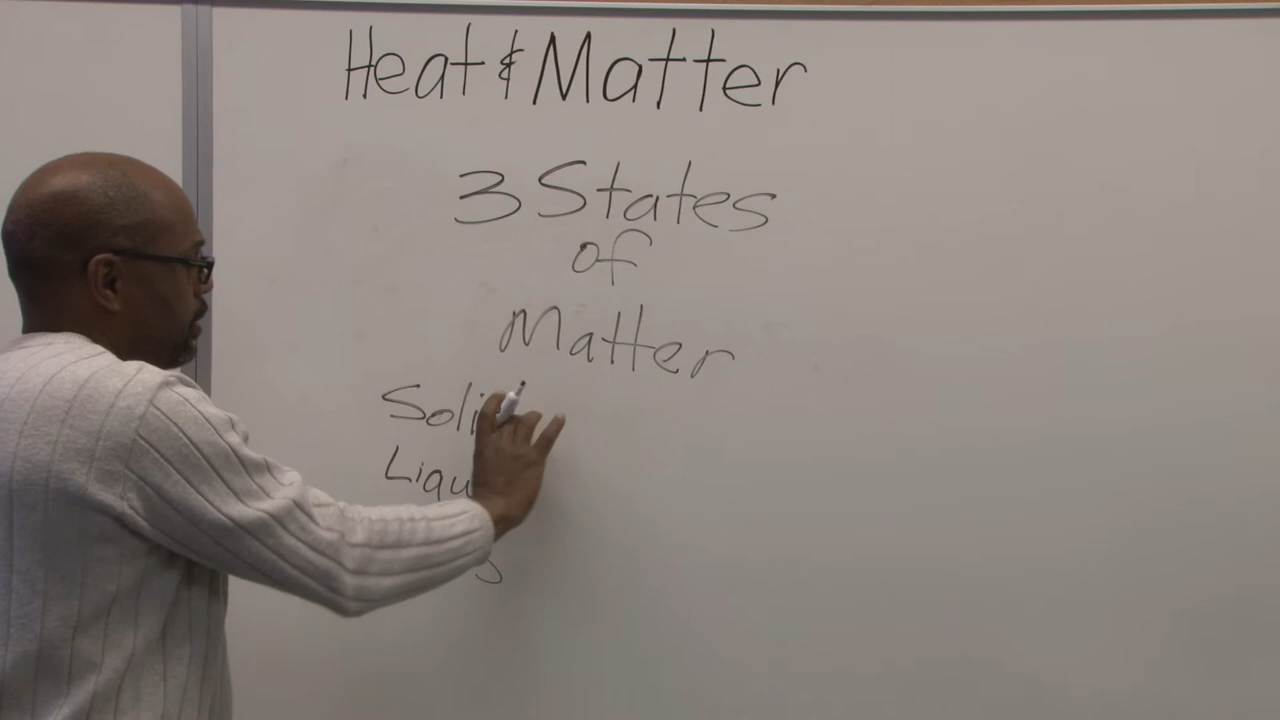 Heat & Matter
3 States
of
Matter
Soli
Liqu
s